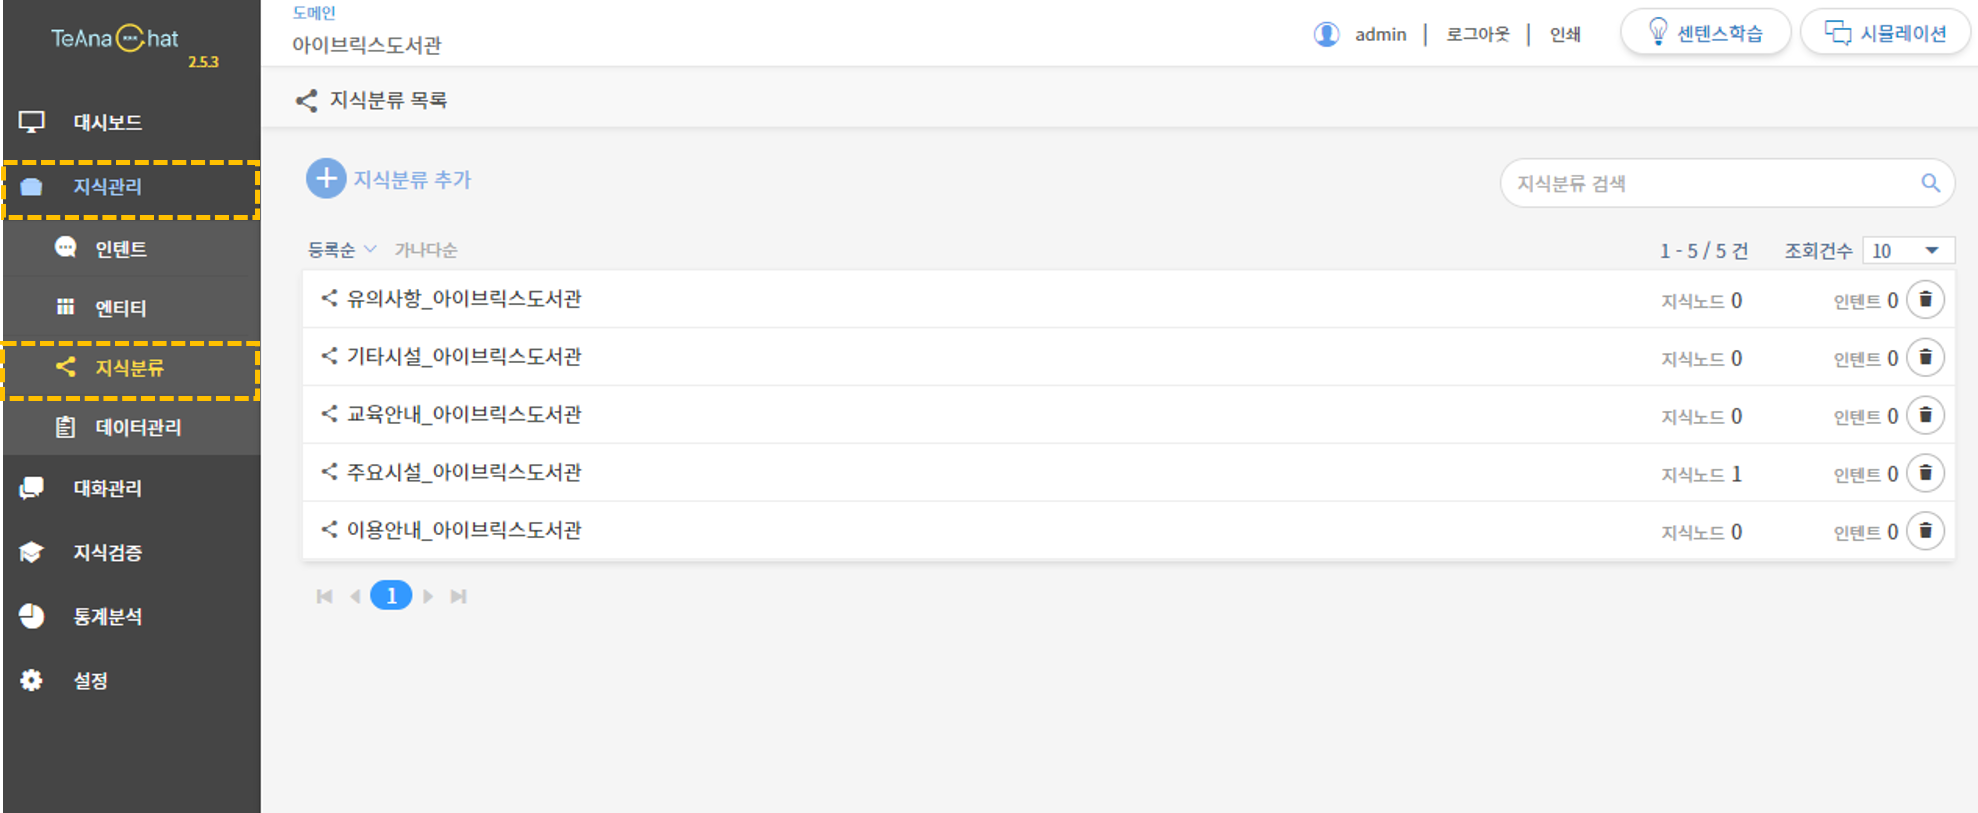 TeAna Chat
2.5.3
대시보드
지식관리
인텐트
엔티티
지식분류
데이터관리
대화관리
지식검증
통계분석
설정
도메인
아이브릭스도서관
admin | 로그아웃 | 인쇄
센텐스학습
시뮬레이션
지식분류 목록
지식분류 추가
지식분류 검색
등록순 가나다순
1 - 5 / 5 건 조회건수 10
유의사항_아이브릭스도서관 지식노드 0 인텐트 0
기타시설_아이브릭스도서관 지식노드 0 인텐트 0
교육안내_아이브릭스도서관 지식노드 0 인텐트 0
주요시설_아이브릭스도서관 지식노드 1 인텐트 0
이용안내_아이브릭스도서관 지식노드 0 인텐트 0
1